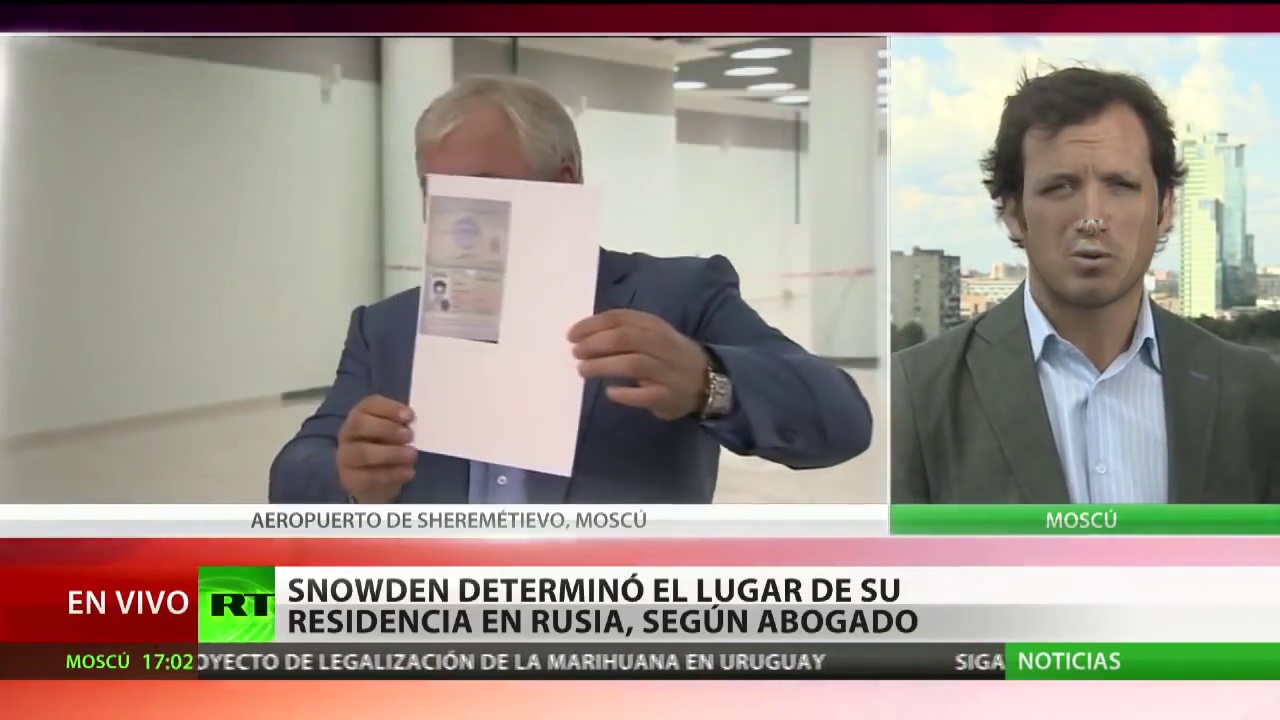 AEROPUERTO DE SHEREMÉTIEVO, MOSCÚ
MOSCÚ
EN VIVO
RT
SNOWDEN DETERMINÓ EL LUGAR DE SU
RESIDENCIA EN RUSIA, SEGÚN ABOGADO
MOSCÚ 17:02
OYECTO DE LEGALIZACIÓN DE LA MARIHUANA EN URUGUAY
SIGA
NOTICIAS